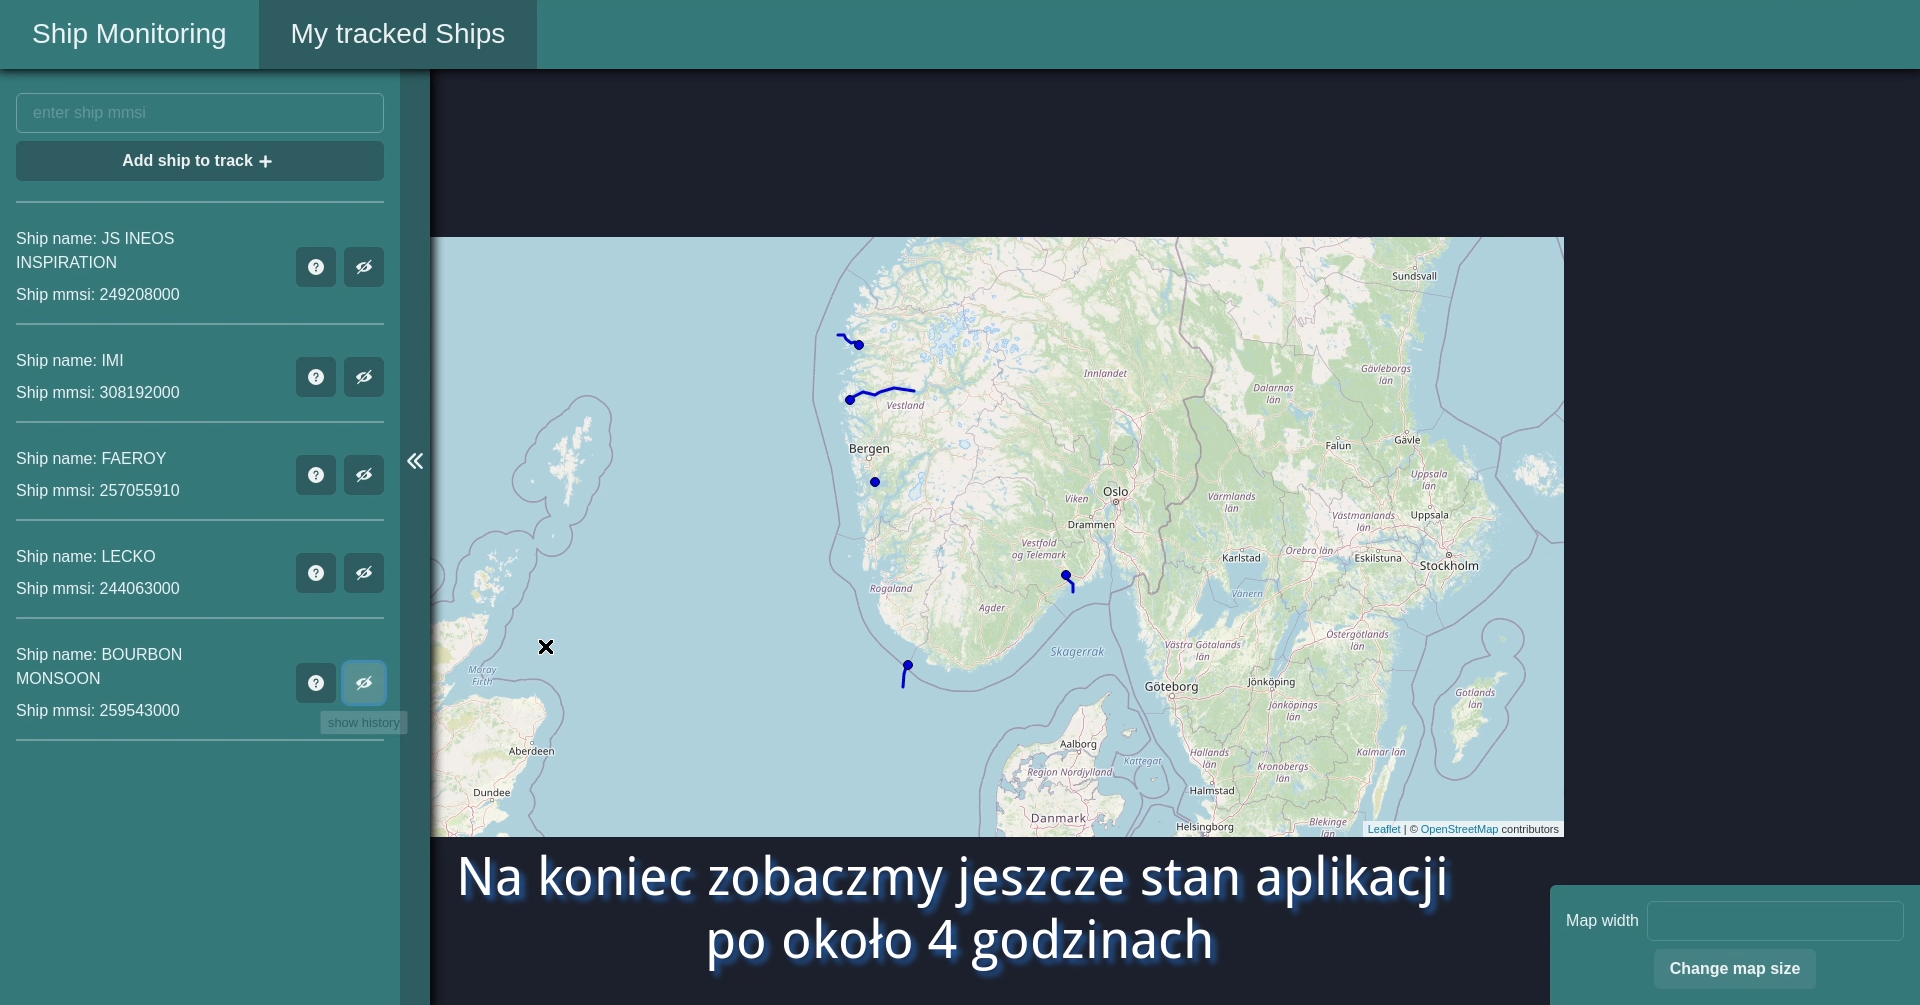 Ship Monitoring
My tracked Ships
enter ship mmsi
Add ship to track
Ship name: JS INEOS
INSPIRATION
Ship mmsi: 249208000
Ship name: IMI
Ship mmsi: 308192000
Ship name: FAEROY
Ship mmsi: 257055910
Ship name: LECKO
Ship mmsi: 244063000
Ship name: BOURBON
MONSOON
Ship mmsi: 259543000
show history
Sundsvall
Innlandet
Gävleborgs
län
Dalarnas
län
Vestland
Bergen
Falun
Gävle
Uppsala
län
Oslo
Viken
Värmlands
län
Drammen
Västmanlands
län
Uppsala
Vestfold
og Telemark
Karlstad
Örebro län
Eskilstuna
Stockholm
Rogaland
Agder
Vänern
Östergötlands
län
Skagerrak
Västra Götalands
län
Moray
Firth
Göteborg
Jönköping
Gotlands
län
Jönköpings
län
Aberdeen
Aalborg
Hallands
län
Kalmar län
Kattegat
Region Nordjylland
Kronobergs
län
Dundee
Halmstad
Danmark
Helsingborg
Blekinge
län
Leaflet | © OpenStreetMap contributors
Na koniec zobaczmy jeszcze stan aplikacji
po około 4 godzinach
Map width
Change map size